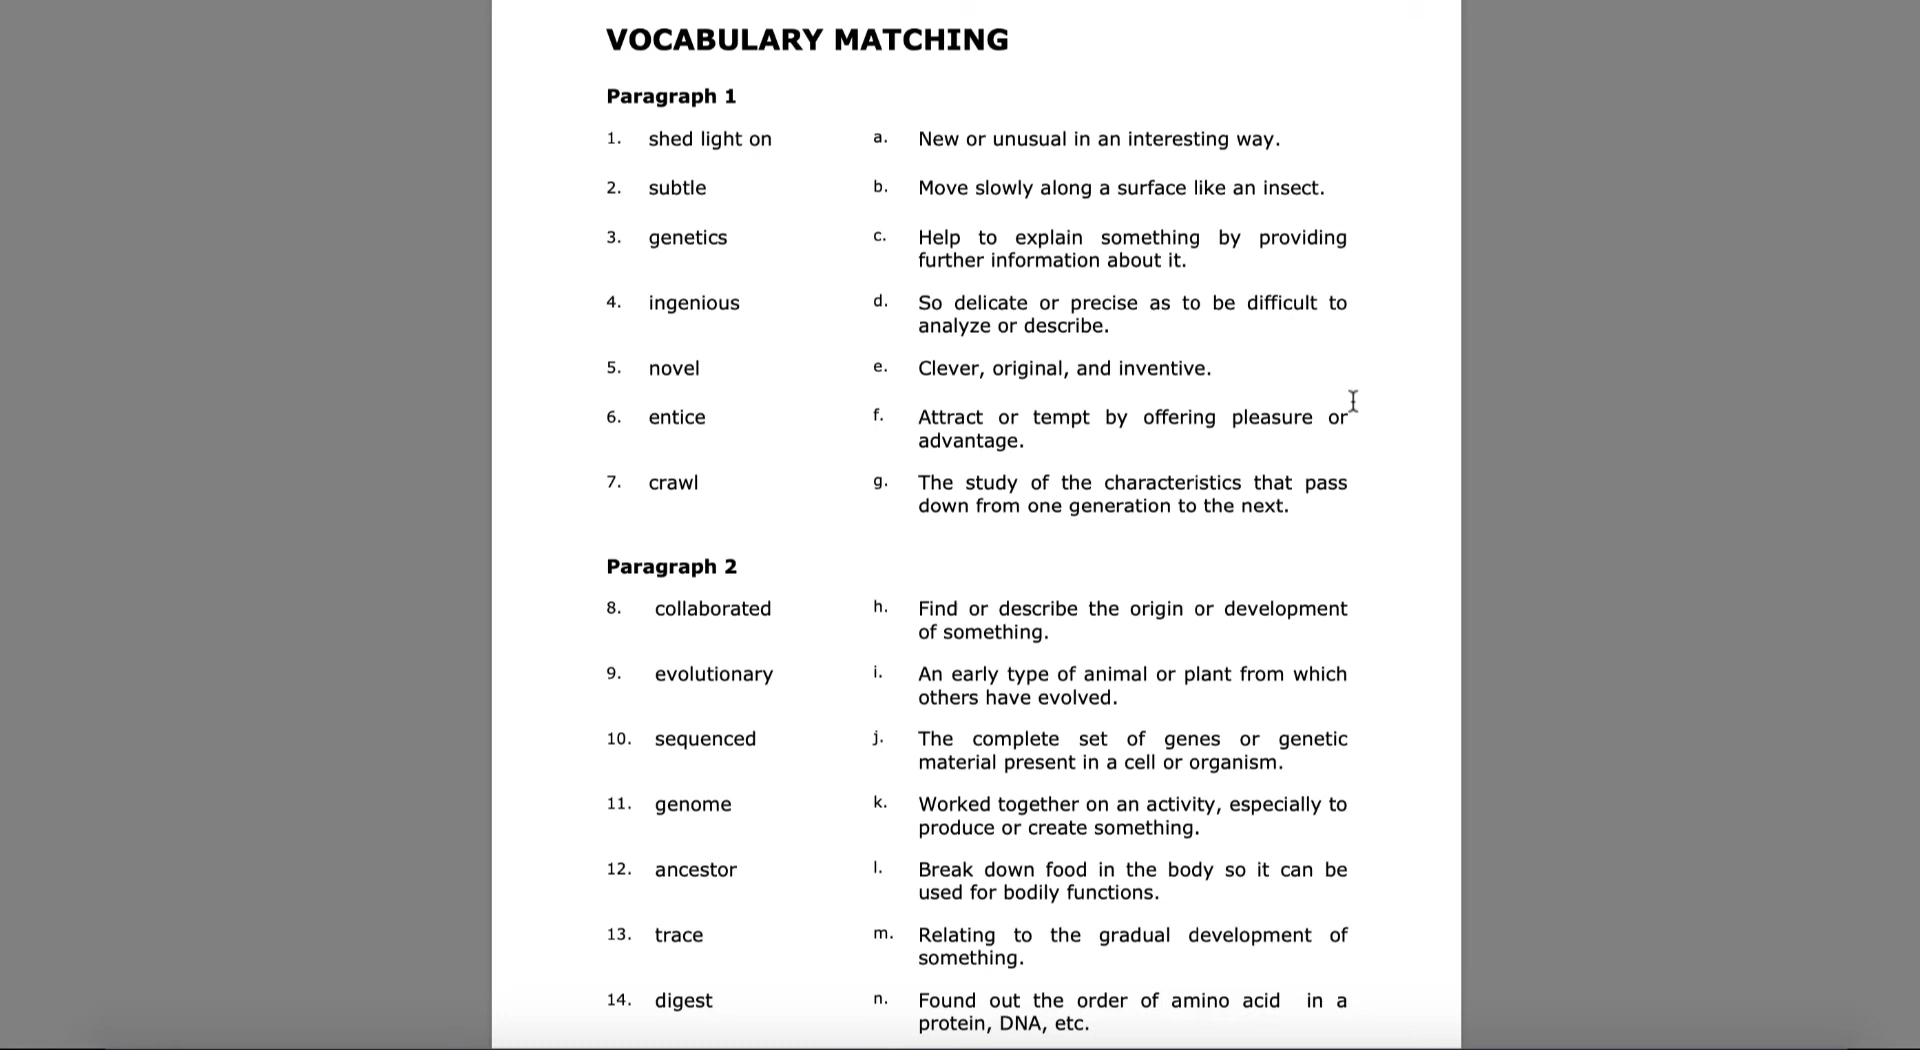 VOCABULARY MATCHING
Paragraph 1
1. shed light on a. New or unusual in an interesting way.
2. subtle b. Move slowly along a surface like an insect.
3. genetics c. Help to explain something by providing
further information about it.
4. ingenious d. So delicate or precise as to be difficult to
analyze or describe.
5. novel e. Clever, original, and inventive.
6. entice f. Attract or tempt by offering pleasure or
advantage.
7. crawl g. The study of the characteristics that pass
down from one generation to the next.
Paragraph 2
8. collaborated h. Find or describe the origin or development
of something.
9. evolutionary i. An early type of animal or plant from which
others have evolved.
10. sequenced j. The complete set of genes or genetic
material present in a cell or organism.
11. genome k. Worked together on an activity, especially to
produce or create something.
12. ancestor l. Break down food in the body so it can be
used for bodily functions.
13. trace m. Relating to the gradual development of
something.
14. digest n. Found out the order of amino acid in a
protein, DNA, etc.